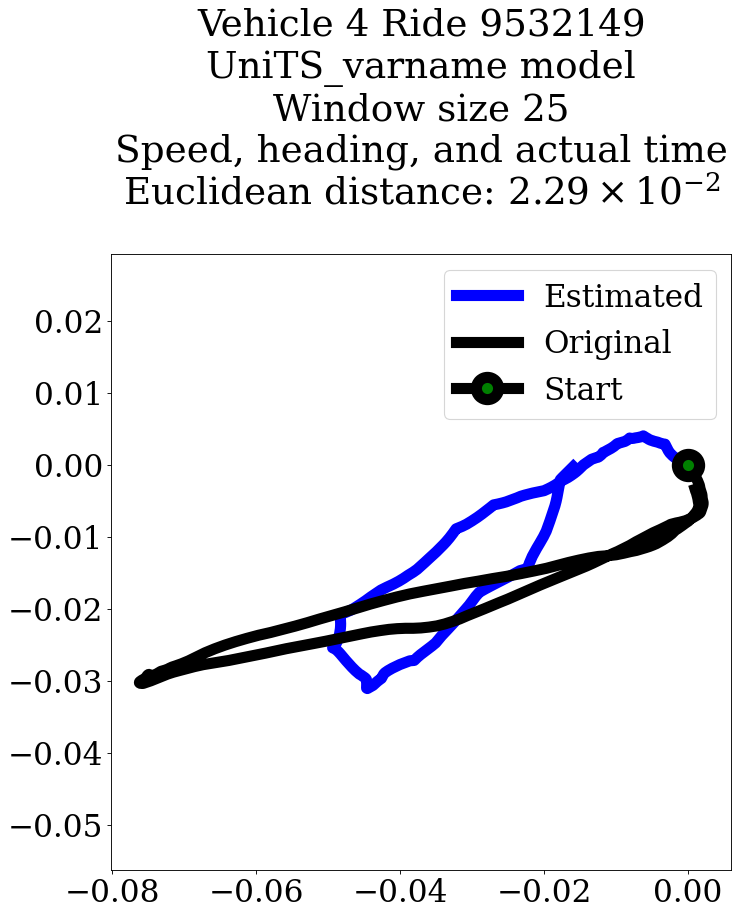 Vehicle 4 Ride 9532149
UniTS_varname model
Window size 25
Speed, heading, and actual time
Euclidean distance: 2.29 × 10⁻²
Estimated
Original
Start
0.02
0.01
0.00
−0.01
−0.02
−0.03
−0.04
−0.05
−0.08 −0.06 −0.04 −0.02 0.00